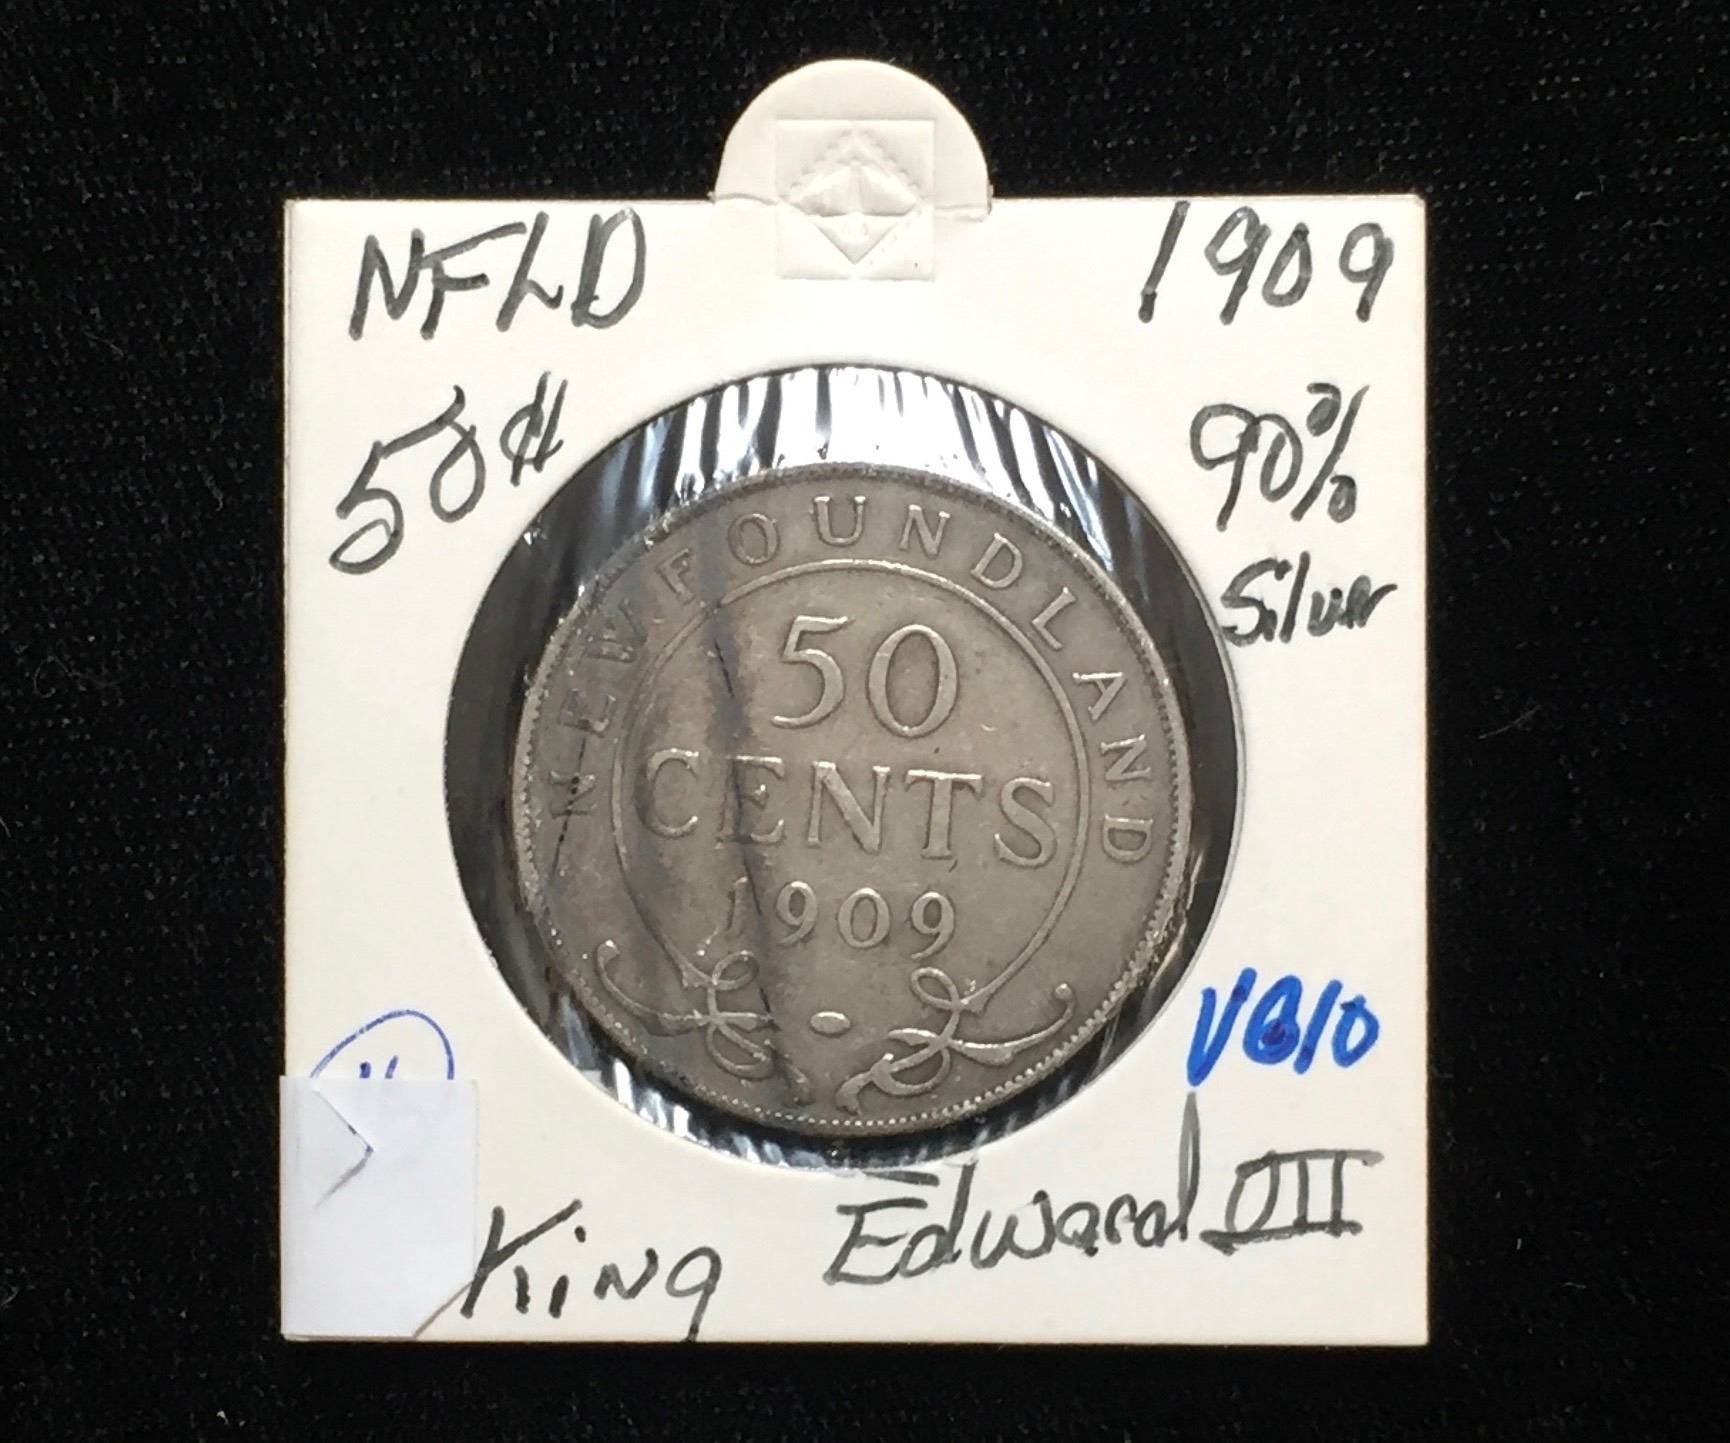 NFLD 1909
50¢ 90%
Silver
NEWFOUNDLAND
50
CENTS
1909
VG10
King Edward VII